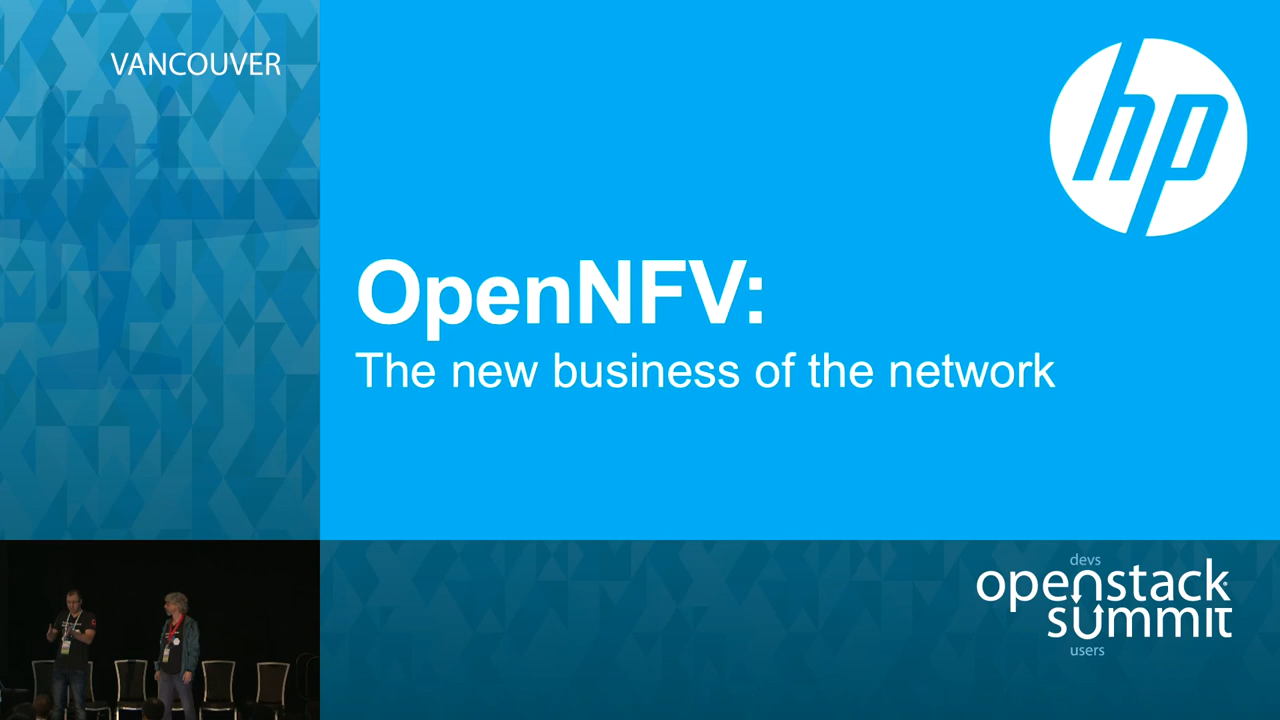 VANCOUVER
hp
OpenNFV:
The new business of the network
devs
openstack
summit
users